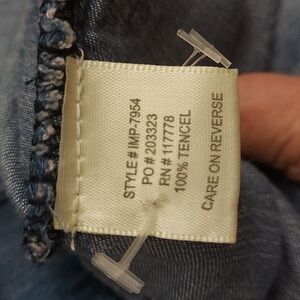 STYLE # IMP-7954
PO # 203323
RN # 117778
100% TENCEL
CARE ON REVERSE